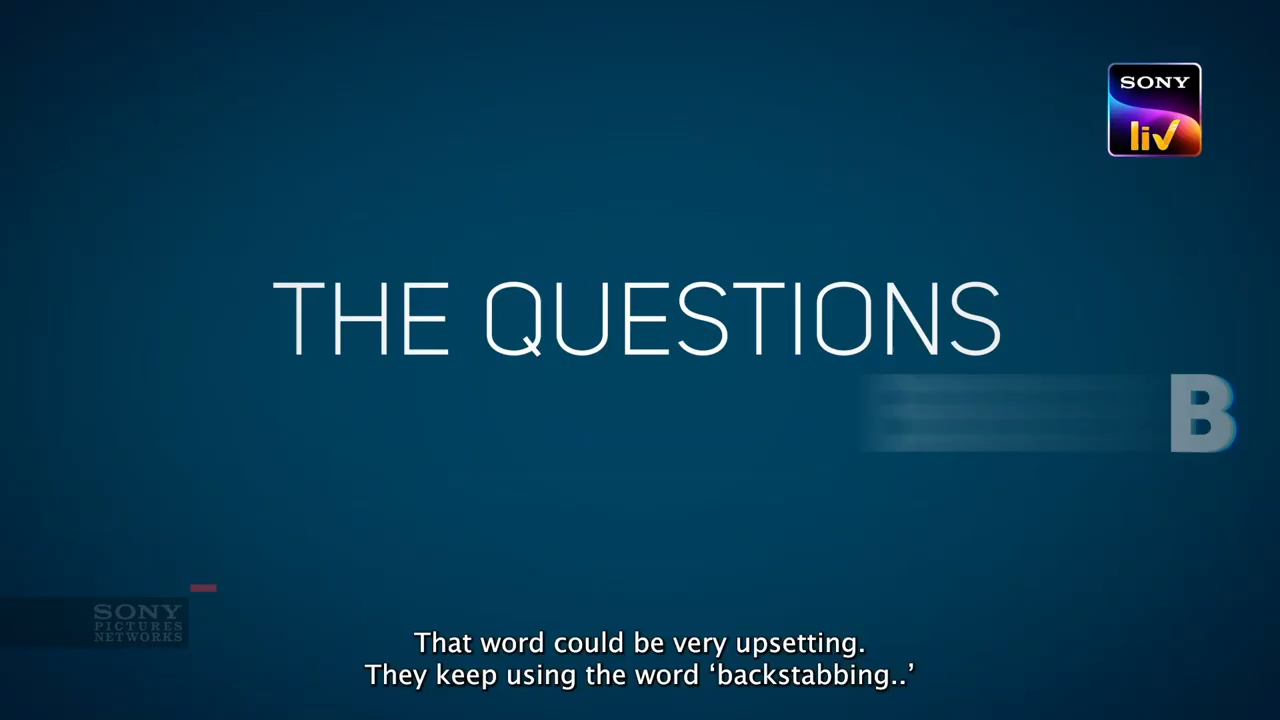 SONY
liv
THE QUESTIONS
B
SONY
PICTURES
NETWORKS
That word could be very upsetting.
They keep using the word ‘backstabbing..’